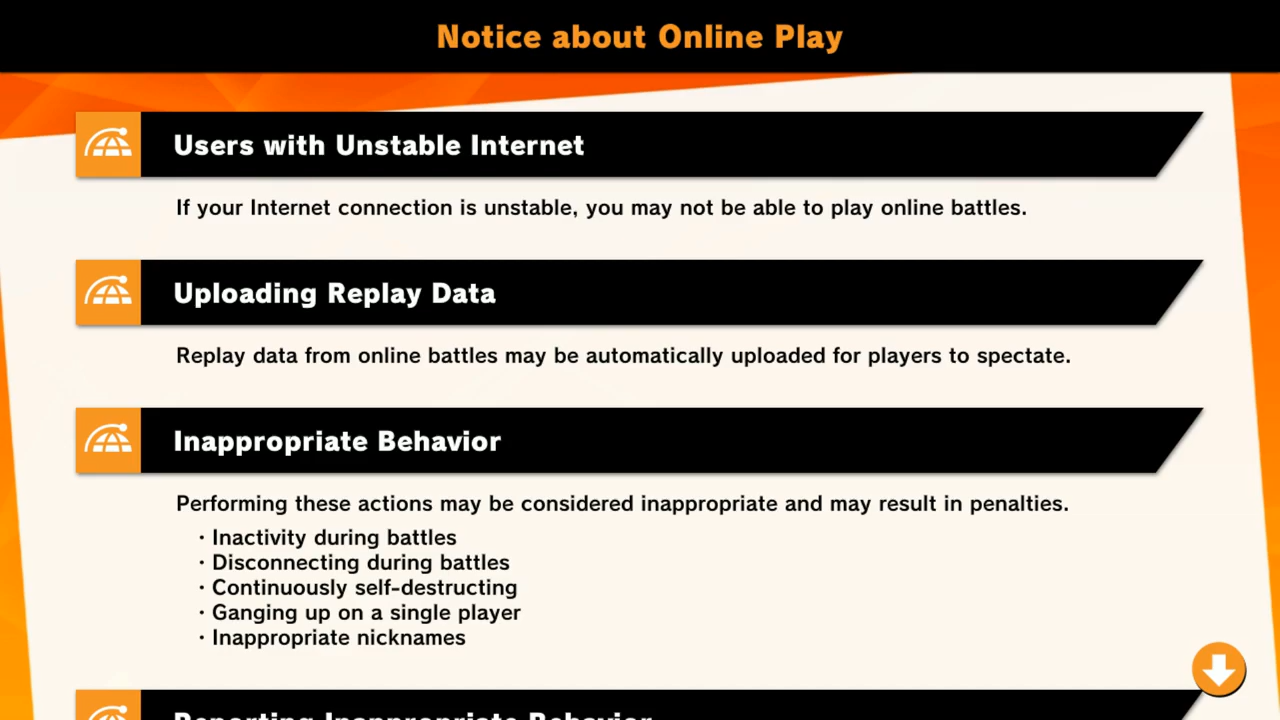 Notice about Online Play
Users with Unstable Internet
If your Internet connection is unstable, you may not be able to play online battles.
Uploading Replay Data
Replay data from online battles may be automatically uploaded for players to spectate.
Inappropriate Behavior
Performing these actions may be considered inappropriate and may result in penalties.
・Inactivity during battles
・Disconnecting during battles
・Continuously self-destructing
・Ganging up on a single player
・Inappropriate nicknames
Reporting Inappropriate Behavior